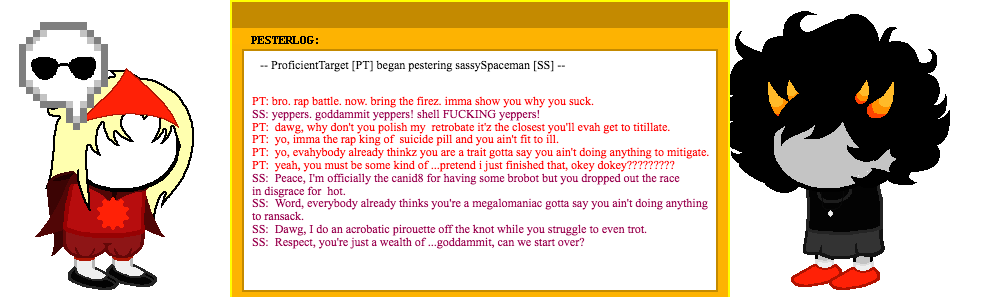 PESTERLOG:
-- ProficientTarget [PT] began pestering sassySpaceman [SS] --
PT: bro. rap battle. now. bring the firez. imma show you why you suck.
SS: yeppers. goddammit yeppers! shell FUCKING yeppers!
PT: dawg, why don't you polish my retrobate it'z the closest you'll evah get to titillate.
PT: yo, imma the rap king of suicide pill and you ain't fit to ill.
PT: yo, evahybody already thinkz you are a trait gotta say you ain't doing anything to mitigate.
PT: yeah, you must be some kind of ...pretend i just finished that, okey dokey?????????
SS: Peace, I'm officially the canid8 for having some brobot but you dropped out the race
in disgrace for hot.
SS: Word, everybody already thinks you're a megalomaniac gotta say you ain't doing anything
to ransack.
SS: Dawg, I do an acrobatic pirouette off the knot while you struggle to even trot.
SS: Respect, you're just a wealth of ...goddammit, can we start over?